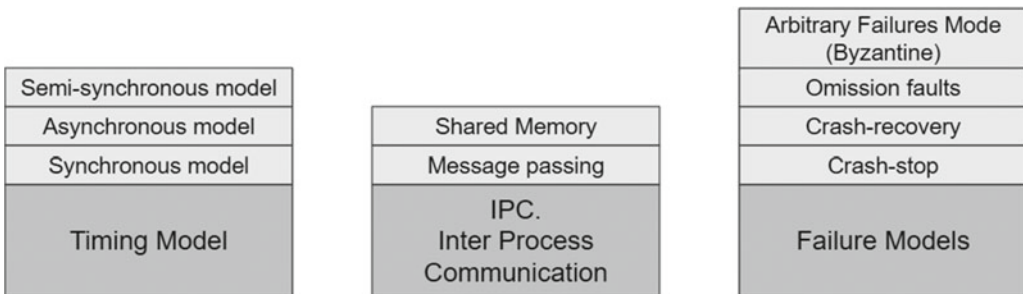 Semi-synchronous model
Asynchronous model
Synchronous model
Timing Model
Shared Memory
Message passing
IPC.
Inter Process
Communication
Arbitrary Failures Mode
(Byzantine)
Omission faults
Crash-recovery
Crash-stop
Failure Models